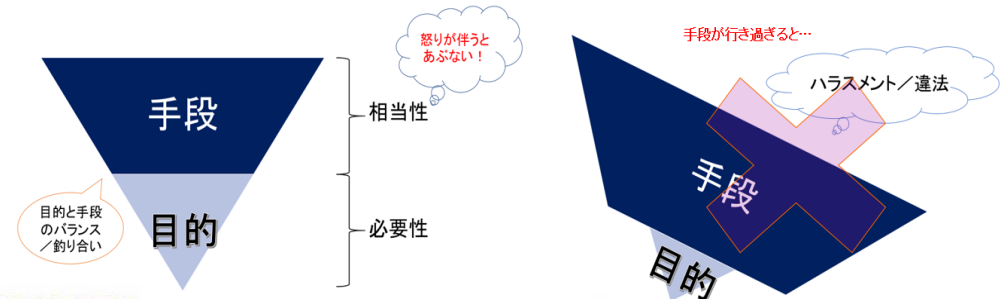 手段
目的
目的と手段
のバランス
／釣り合い
怒りが伴うと
あぶない！
相当性
必要性
手段が行き過ぎると…
ハラスメント／違法
手段
目的